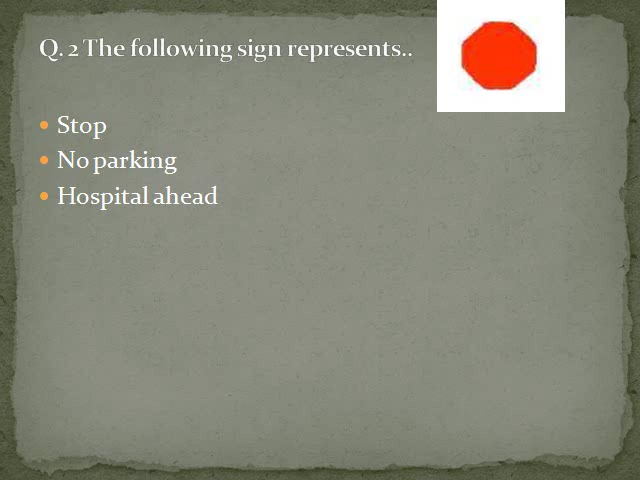 Q. 2 The following sign represents..
Stop
No parking
Hospital ahead